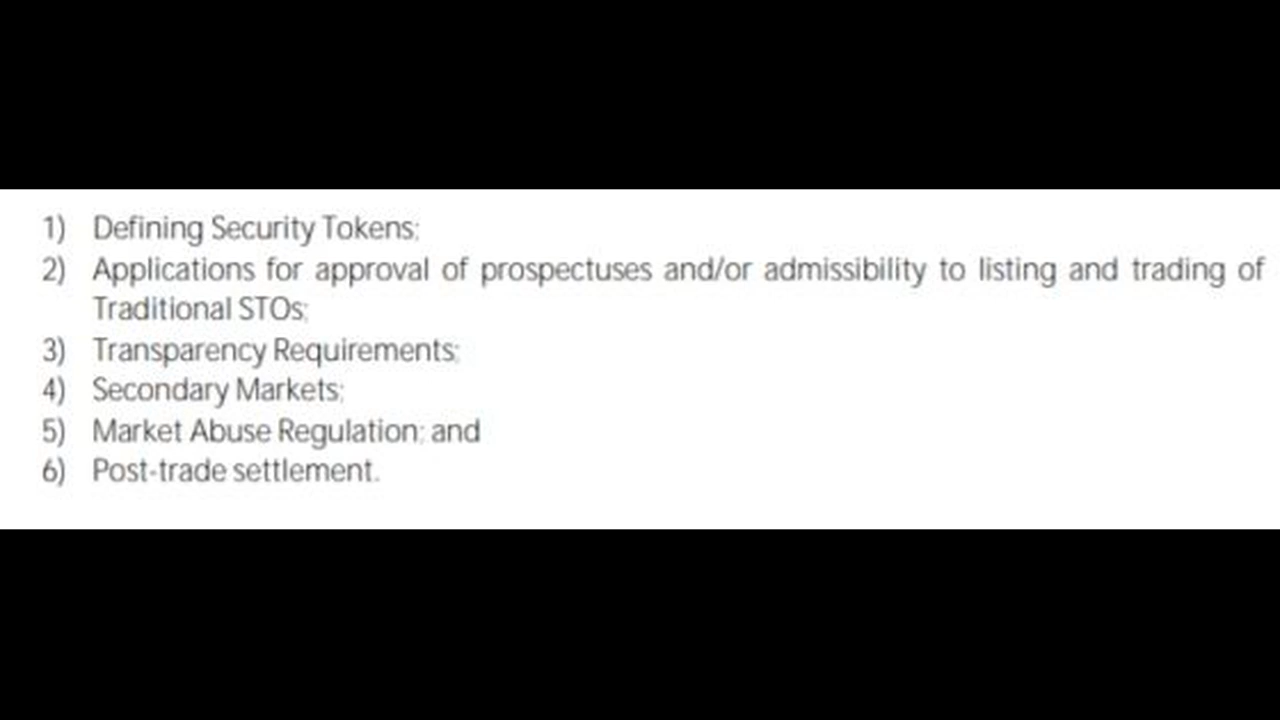 1) Defining Security Tokens;
2) Applications for approval of prospectuses and/or admissibility to listing and trading of
Traditional STOs;
3) Transparency Requirements;
4) Secondary Markets;
5) Market Abuse Regulation; and
6) Post-trade settlement.